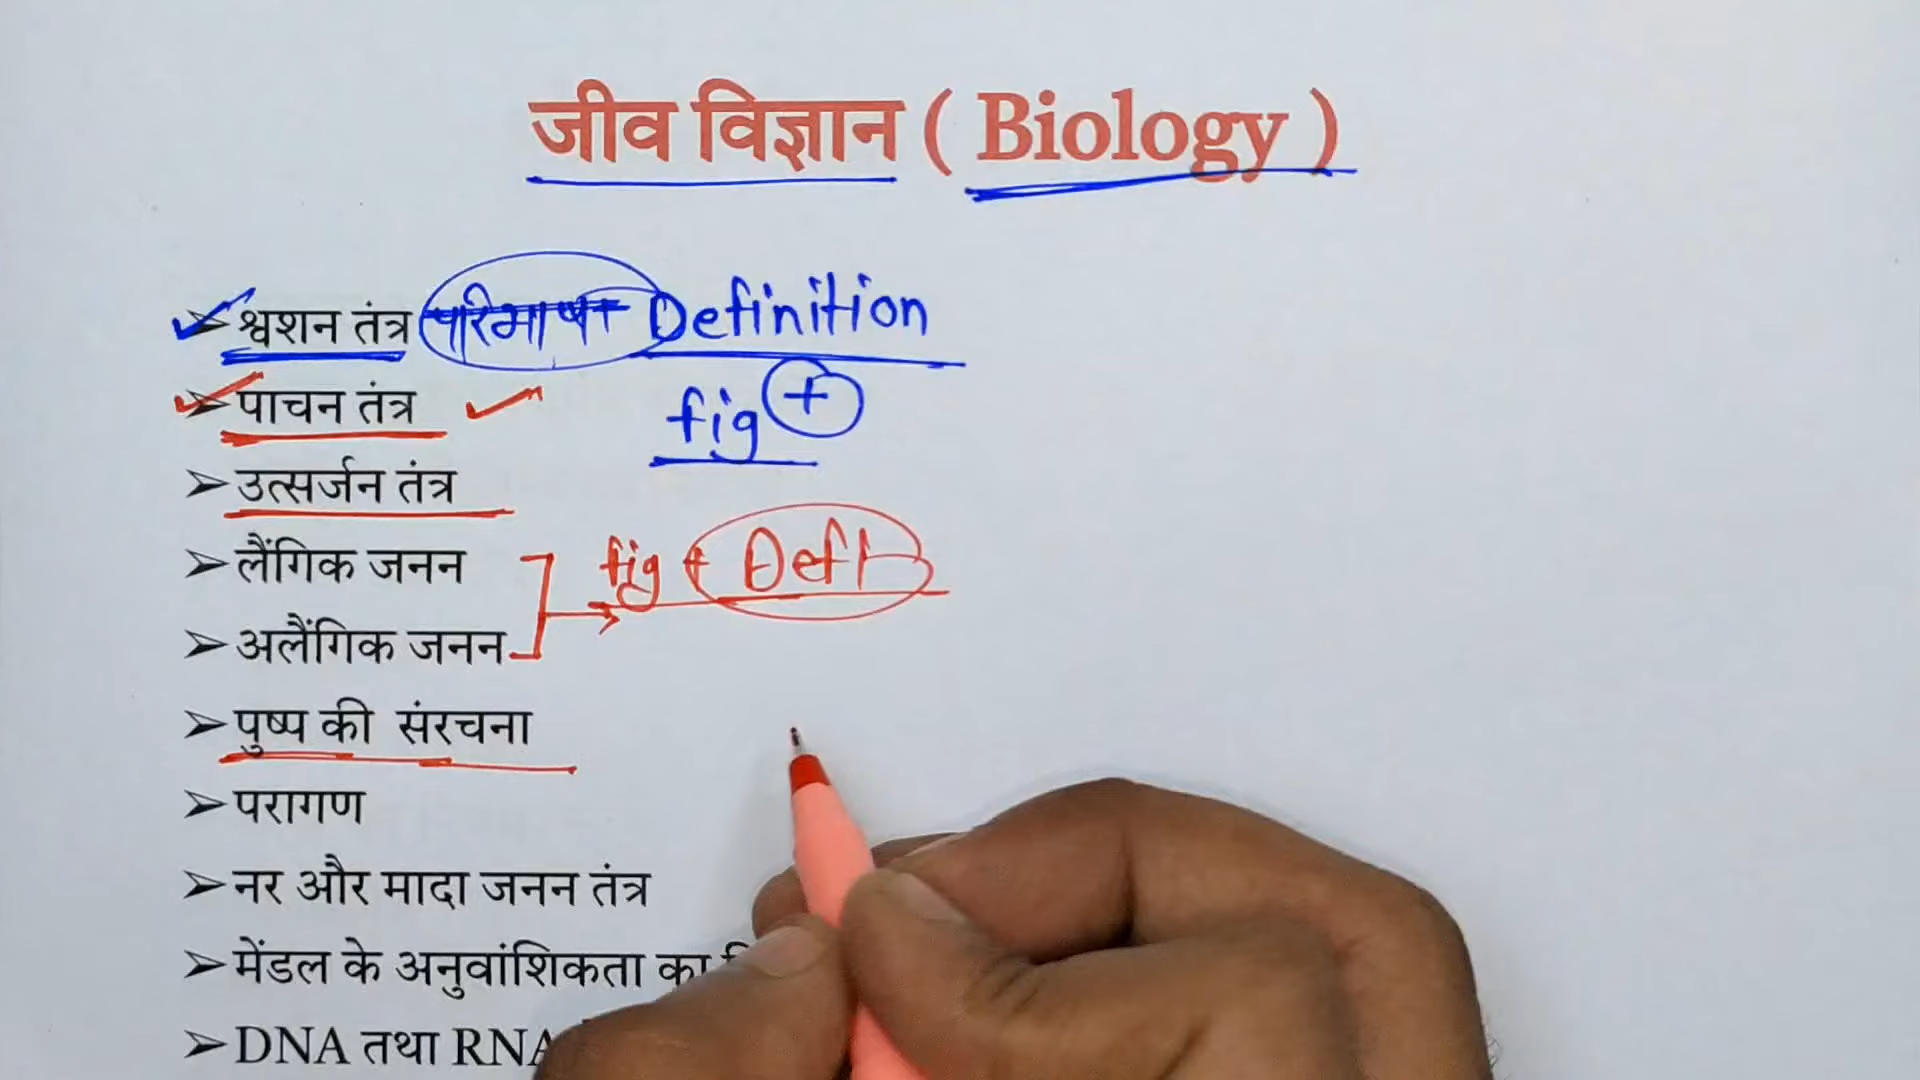 जीव विज्ञान ( Biology )
➢ श्वशन तंत्र परिभाषा Definition
➢ पाचन तंत्र
fig +
➢ उत्सर्जन तंत्र
➢ लैंगिक जनन
fig + Defi
➢ अलैंगिक जनन
➢ पुष्प की संरचना
➢ परागण
➢ नर और मादा जनन तंत्र
➢ मेंडल के अनुवांशिकता का
➢ DNA तथा RNA